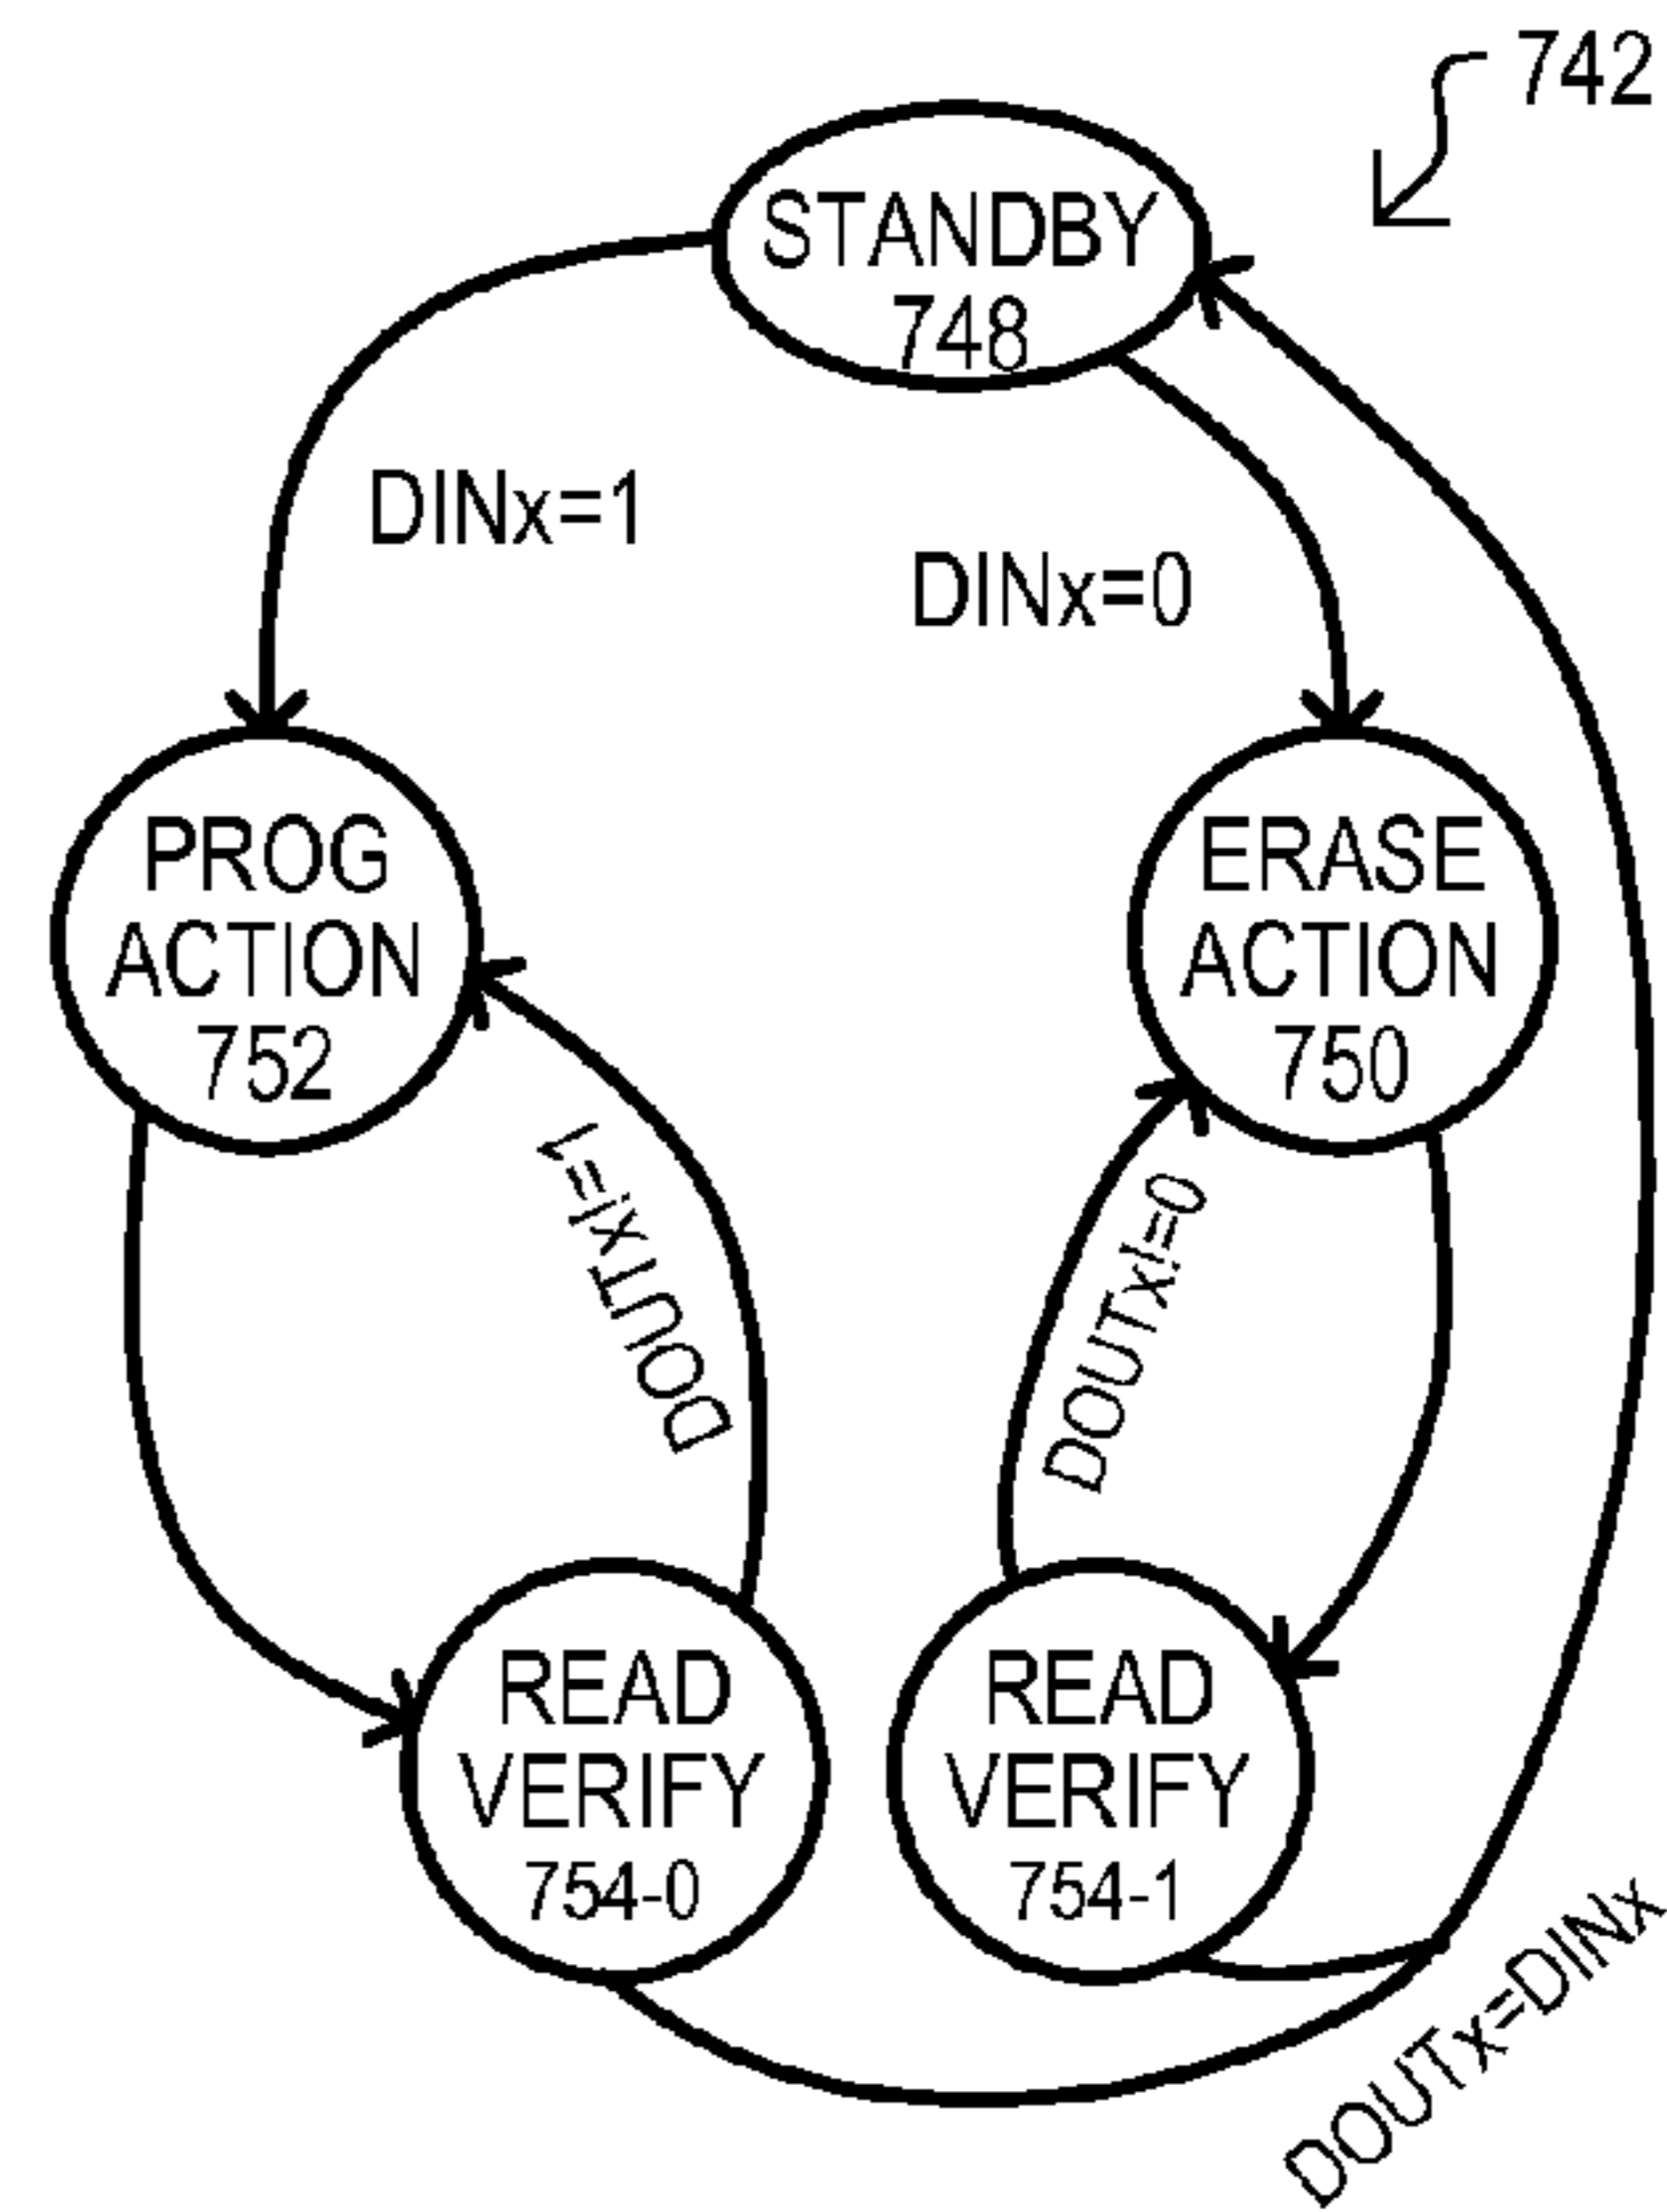 742
STANDBY
748
DINx=1
DINx=0
PROG
ACTION
752
ERASE
ACTION
750
DOUTx!=1
DOUTx!=0
READ
VERIFY
754-0
READ
VERIFY
754-1
DOUTx=DINx